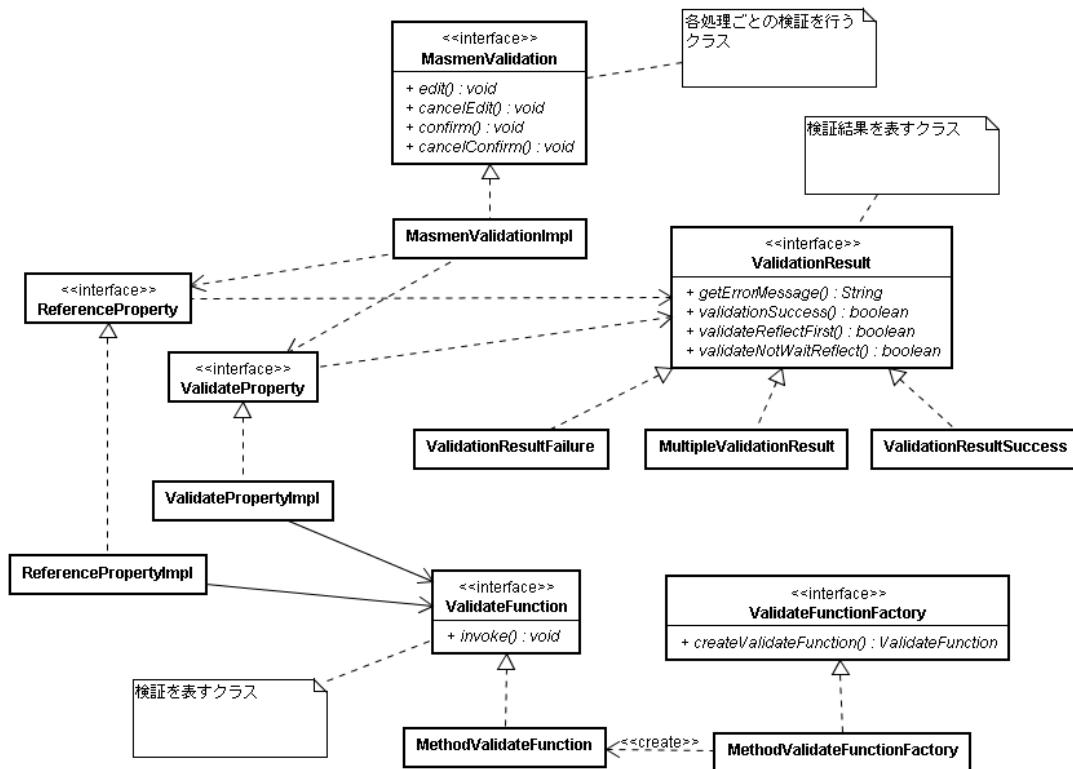 各処理ごとの検証を行う
クラス
<<interface>>
MasmenValidation
+ edit() : void
+ cancelEdit() : void
+ confirm() : void
+ cancelConfirm() : void
検証結果を表すクラス
MasmenValidationImpl
<<interface>>
ValidationResult
+ getErrorMessage() : String
+ validationSuccess() : boolean
+ validateReflectFirst() : boolean
+ validateNotWaitReflect() : boolean
<<interface>>
ReferenceProperty
<<interface>>
ValidateProperty
ValidationResultFailure
MultipleValidationResult
ValidationResultSuccess
ValidatePropertyImpl
ReferencePropertyImpl
<<interface>>
ValidateFunction
+ invoke() : void
<<interface>>
ValidateFunctionFactory
+ createValidateFunction() : ValidateFunction
検証を表すクラス
MethodValidateFunction
<<create>>
MethodValidateFunctionFactory